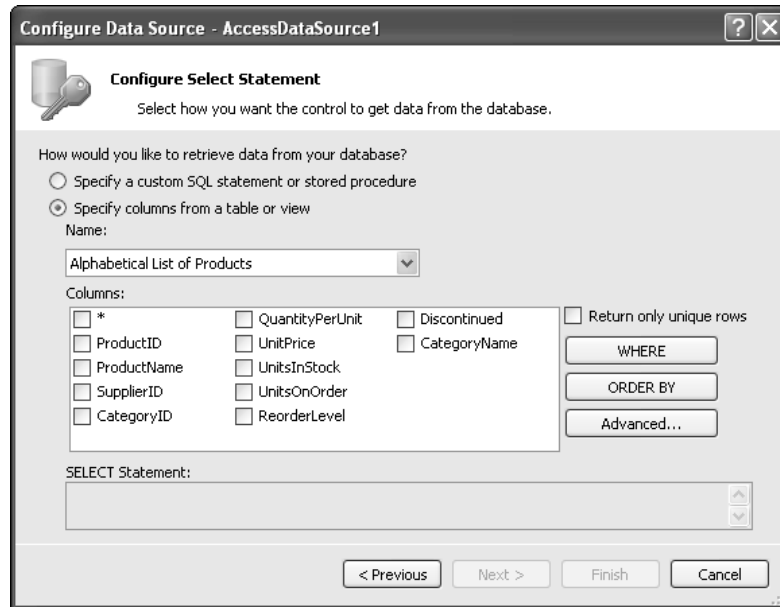 Configure Data Source - AccessDataSource1
Configure Select Statement
Select how you want the control to get data from the database.
How would you like to retrieve data from your database?
Specify a custom SQL statement or stored procedure
Specify columns from a table or view
Name:
Alphabetical List of Products
Columns:
* QuantityPerUnit Discontinued Return only unique rows
ProductID UnitPrice CategoryName WHERE
ProductName UnitsInStock
SupplierID UnitsOnOrder ORDER BY
CategoryID ReorderLevel Advanced...
SELECT Statement:
< Previous Next > Finish Cancel